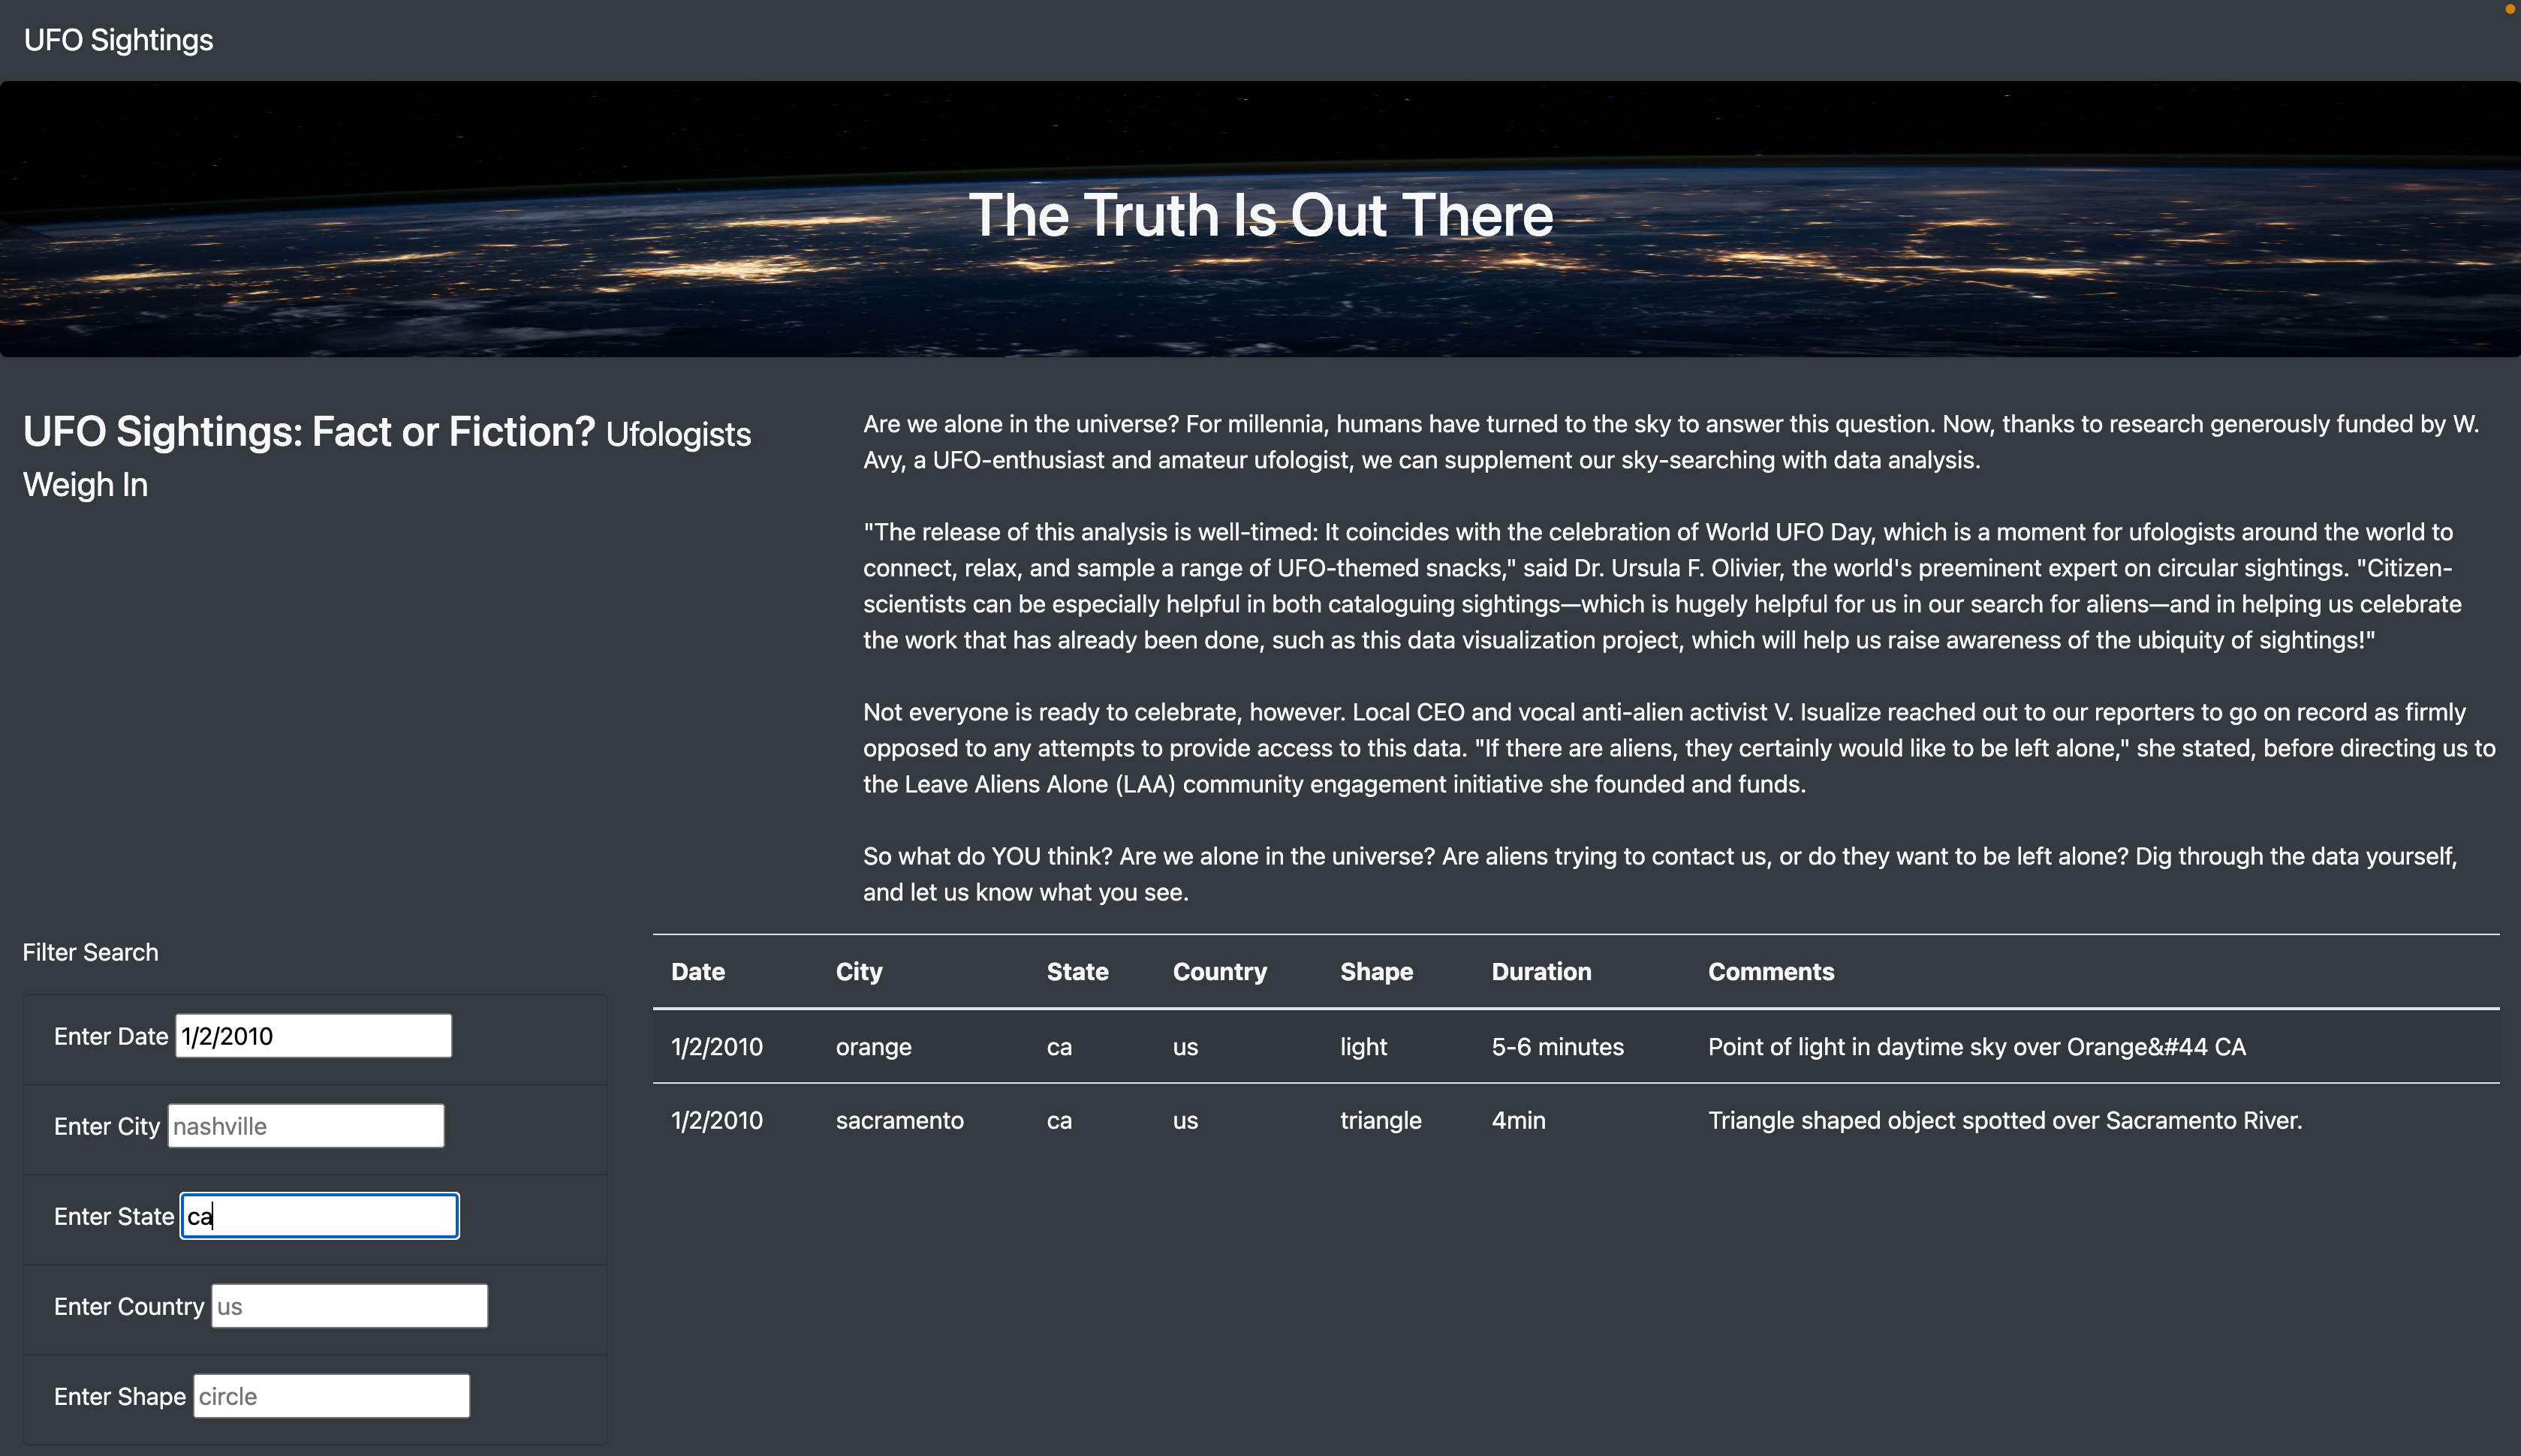 UFO Sightings
The Truth Is Out There
UFO Sightings: Fact or Fiction? Ufologists
Weigh In
Are we alone in the universe? For millennia, humans have turned to the sky to answer this question. Now, thanks to research generously funded by W.
Avy, a UFO-enthusiast and amateur ufologist, we can supplement our sky-searching with data analysis.
"The release of this analysis is well-timed: It coincides with the celebration of World UFO Day, which is a moment for ufologists around the world to
connect, relax, and sample a range of UFO-themed snacks," said Dr. Ursula F. Olivier, the world's preeminent expert on circular sightings. "Citizen-
scientists can be especially helpful in both cataloguing sightings—which is hugely helpful for us in our search for aliens—and in helping us celebrate
the work that has already been done, such as this data visualization project, which will help us raise awareness of the ubiquity of sightings!"
Not everyone is ready to celebrate, however. Local CEO and vocal anti-alien activist V. Isualize reached out to our reporters to go on record as firmly
opposed to any attempts to provide access to this data. "If there are aliens, they certainly would like to be left alone," she stated, before directing us to
the Leave Aliens Alone (LAA) community engagement initiative she founded and funds.
So what do YOU think? Are we alone in the universe? Are aliens trying to contact us, or do they want to be left alone? Dig through the data yourself,
and let us know what you see.
Filter Search
Enter Date 1/2/2010
Enter City nashville
Enter State ca
Enter Country us
Enter Shape circle
Date City State Country Shape Duration Comments
1/2/2010 orange ca us light 5-6 minutes Point of light in daytime sky over Orange&#44 CA
1/2/2010 sacramento ca us triangle 4min Triangle shaped object spotted over Sacramento River.